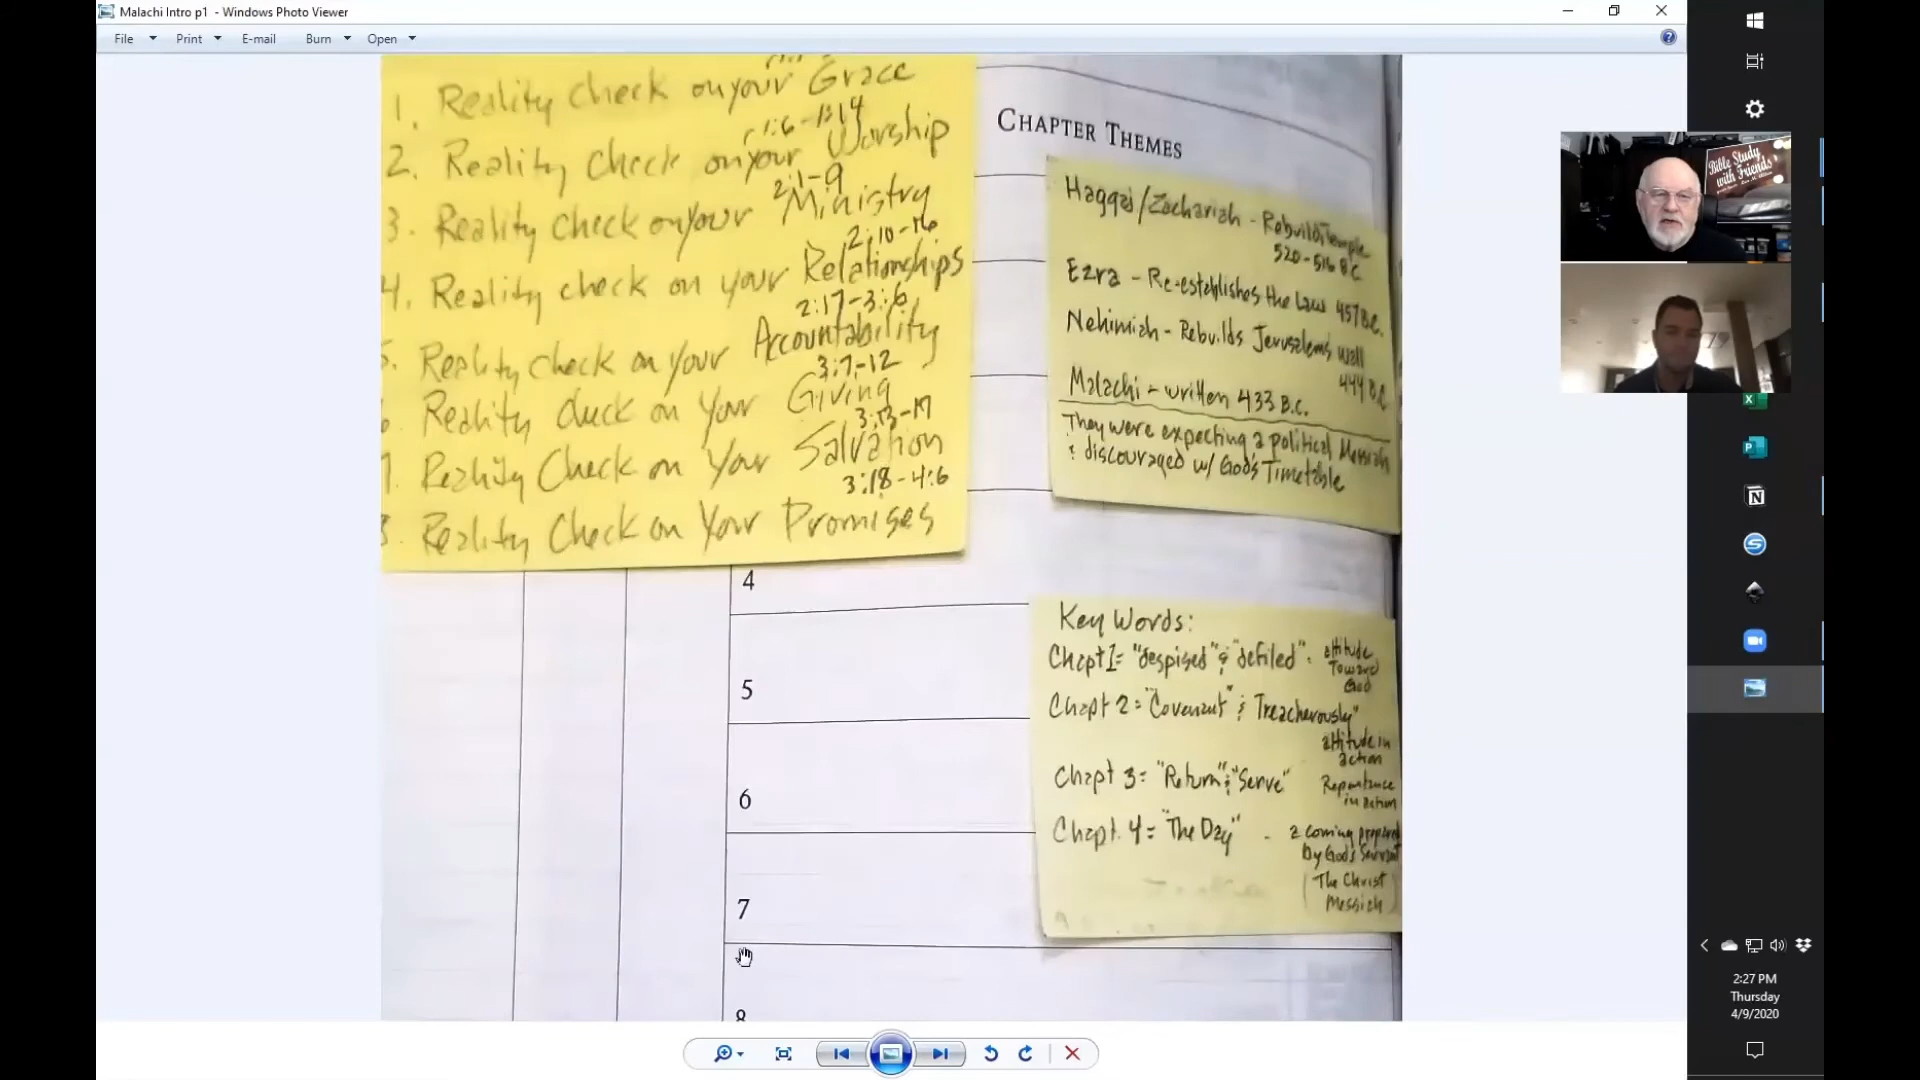 Malachi Intro p1 - Windows Photo Viewer
File Print E-mail Burn Open
1. Reality Check on your Grace
1:6-1:14
2. Reality Check on your Worship
2:1-9
3. Reality Check on your Ministry
2:10-16
4. Reality Check on your Relationships
2:17-3:6
5. Reality Check on Your Accountability
3:7-12
6. Reality Check on Your Giving
3:13-17
7. Reality Check on Your Salvation
3:18-4:6
8. Reality Check on Your Promises
4
5
6
7
8
CHAPTER THEMES
Haggai/Zachariah - Rebuilds Temple
520-516 B.C
Ezra - Re-establishes the Law 457 B.C.
Nehimiah - Rebuilds Jerusalems Wall
444 B.C
Malachi - written 433 B.C.
They were expecting a political Messiah
& discouraged w/ God's Timetable
Key Words:
Chapt 1= "despised" & "defiled" - attitude
Toward
God
Chapt 2 = "Covenant" & Treacherously"
attitude in
action
Chapt 3 = "Return" & "Serve" Repentance
in action
Chapt. 4 = "The Day" - a coming prepared
by God's Servant
(The Christ
Messiah)
Bible Study
with Friends
2:27 PM
Thursday
4/9/2020